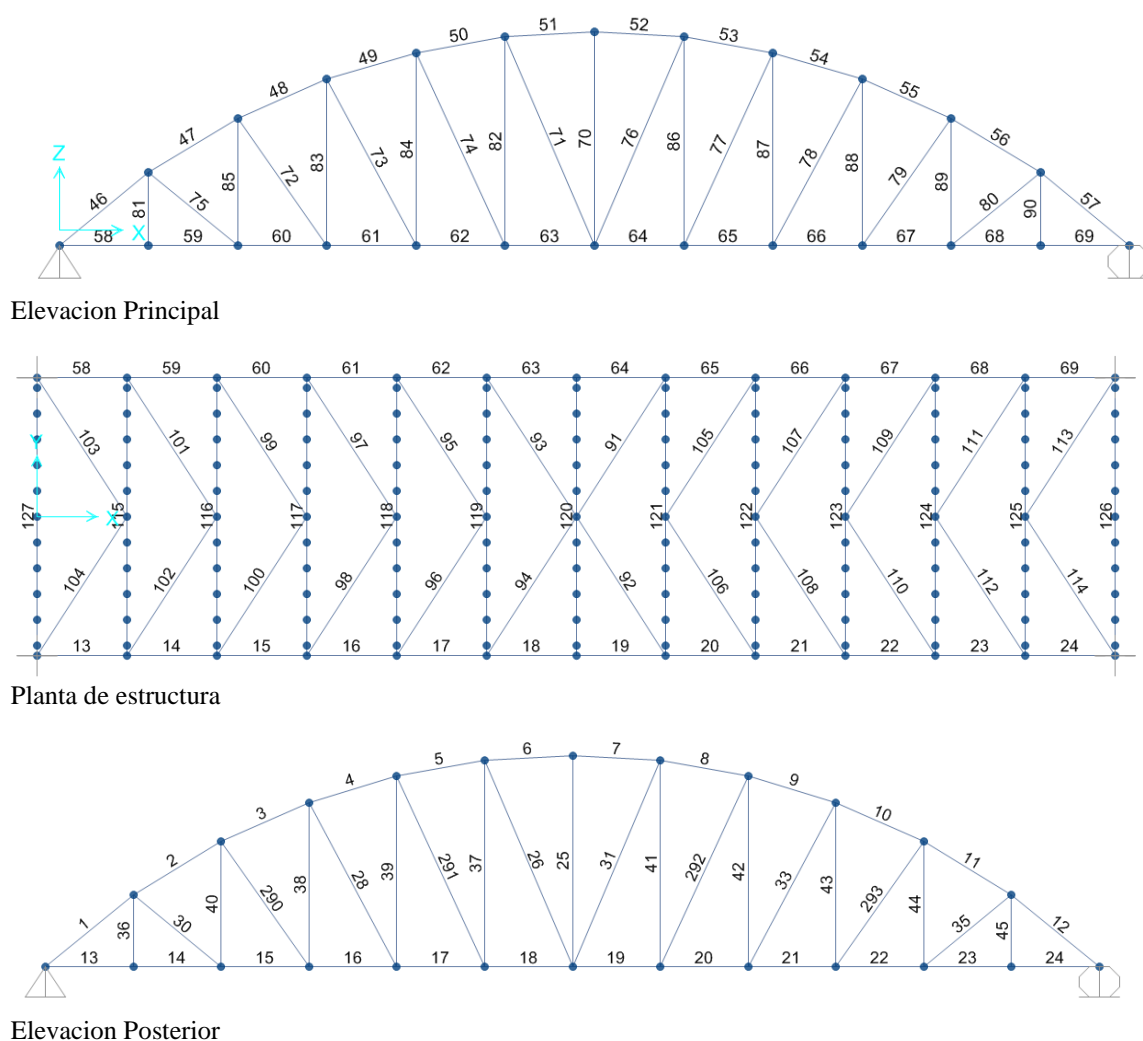 51 52
50 53
49 54
48 55
47 56
46 57
Z
X
81 75 85 72 83 73 84 74 82 71 70 76 86 77 87 78 88 79 89 80 90
58 59 60 61 62 63 64 65 66 67 68 69
Elevacion Principal
58 59 60 61 62 63 64 65 66 67 68 69
103 101 99 97 95 93 91 105 107 109 111 113
Y
X
127 115 116 117 118 119 120 121 122 123 124 125 126
104 102 100 98 96 94 92 106 108 110 112 114
13 14 15 16 17 18 19 20 21 22 23 24
Planta de estructura
6 7
5 8
4 9
3 10
2 11
1 12
36 30 40 290 38 28 39 291 37 26 25 31 41 292 42 33 43 293 44 35 45
13 14 15 16 17 18 19 20 21 22 23 24
Elevacion Posterior